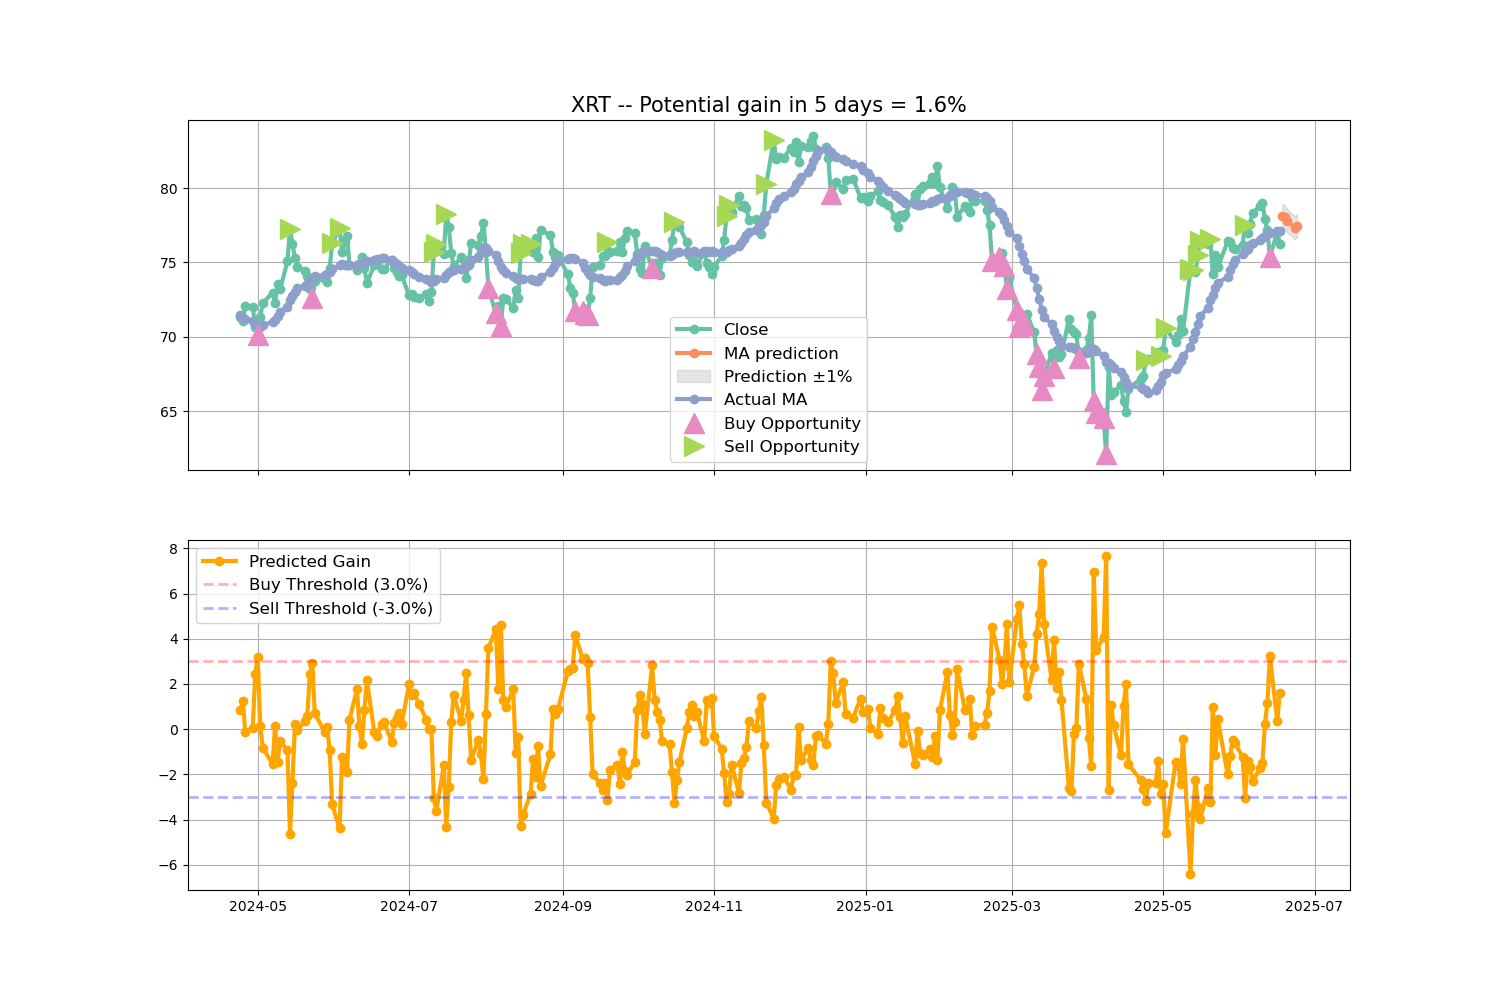 XRT -- Potential gain in 5 days = 1.6%
80
75
70
65
Close
MA prediction
Prediction ±1%
Actual MA
Buy Opportunity
Sell Opportunity
8
6
4
2
0
−2
−4
−6
Predicted Gain
Buy Threshold (3.0%)
Sell Threshold (-3.0%)
2024-05
2024-07
2024-09
2024-11
2025-01
2025-03
2025-05
2025-07